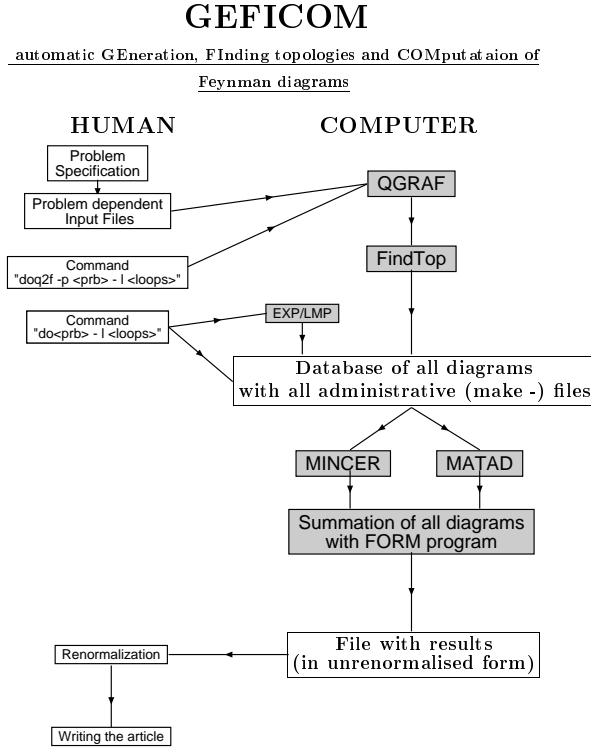 GEFICOM
automatic GEneration, FInding topologies and COMputataion of
Feynman diagrams
HUMAN
COMPUTER
Problem
Specification
QGRAF
Problem dependent
Input Files
FindTop
Command
"doq2f -p <prb> - l <loops>"
EXP/LMP
Command
"do<prb> - l <loops>"
Database of all diagrams
with all administrative (make -) files
MINCER
MATAD
Summation of all diagrams
with FORM program
File with results
(in unrenormalised form)
Renormalization
Writing the article